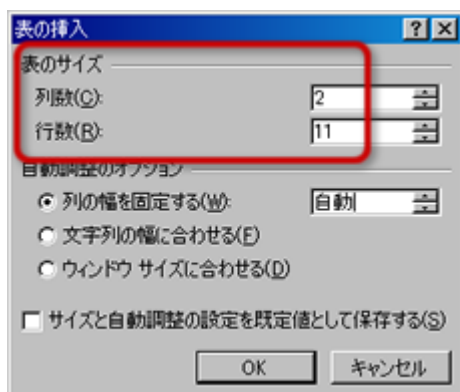 表の挿入
表のサイズ
列数(C): 2
行数(R): 11
自動調整のオプション
列の幅を固定する(W): 自動
文字列の幅に合わせる(F)
ウィンドウ サイズに合わせる(D)
サイズと自動調整の設定を既定値として保存する(S)
OK キャンセル